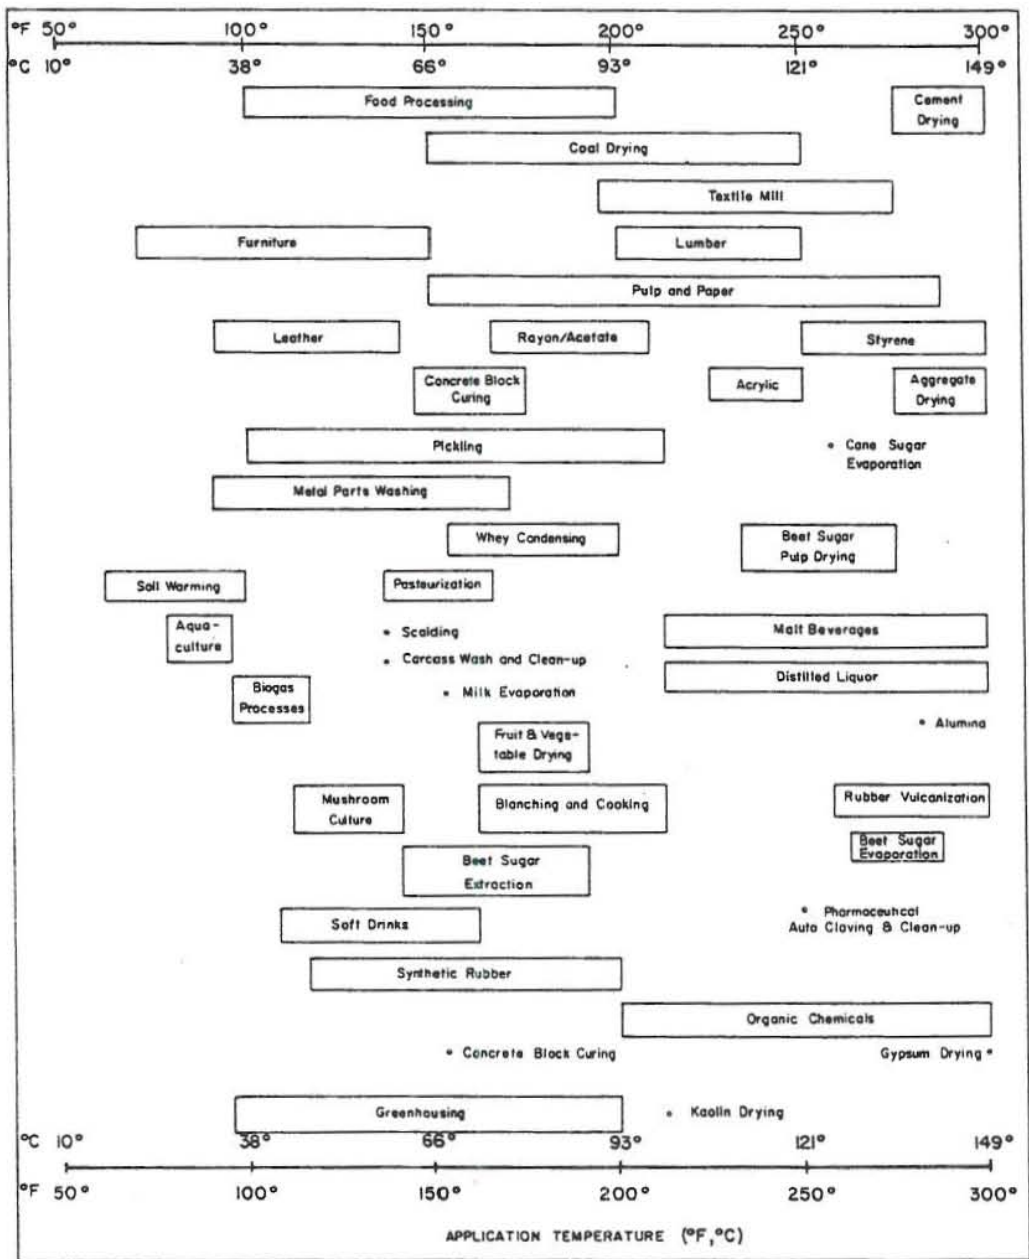 °F 50° 100° 150° 200° 250° 300°
°C 10° 38° 66° 93° 121° 149°
Food Processing
Cement
Drying
Coal Drying
Textile Mill
Furniture
Lumber
Pulp and Paper
Leather
Rayon/Acetate
Styrene
Concrete Block
Curing
Acrylic
Aggregate
Drying
Pickling
• Cane Sugar
Evaporation
Metal Parts Washing
Whey Condensing
Beet Sugar
Pulp Drying
Soil Warming
Pasteurization
Aqua-
culture
• Scalding
• Carcass Wash and Clean-up
Malt Beverages
Distilled Liquor
Biogas
Processes
• Milk Evaporation
• Alumina
Fruit & Vege-
table Drying
Mushroom
Culture
Blanching and Cooking
Rubber Vulcanization
Beet Sugar
Evaporation
Beet Sugar
Extraction
• Pharmaceutical
Auto Claving & Clean-up
Soft Drinks
Synthetic Rubber
Organic Chemicals
• Concrete Block Curing
Gypsum Drying •
Greenhousing
• Kaolin Drying
°C 10° 38° 66° 93° 121° 149°
°F 50° 100° 150° 200° 250° 300°
APPLICATION TEMPERATURE (°F,°C)